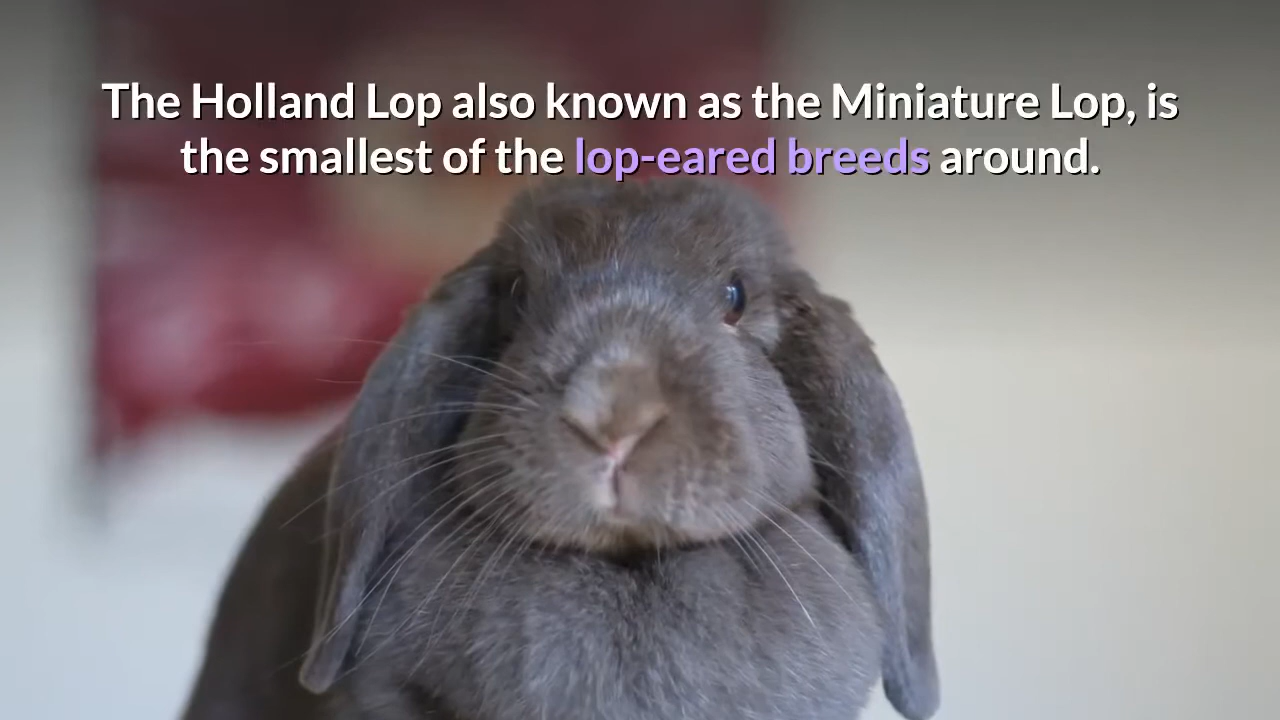 The Holland Lop also known as the Miniature Lop, is
the smallest of the lop-eared breeds around.